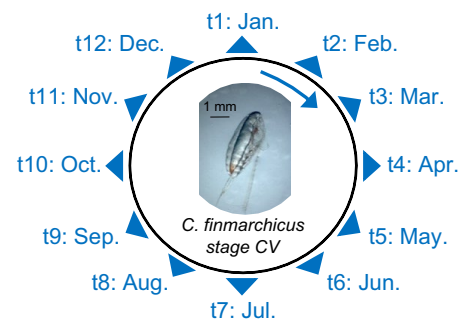 t1: Jan.
t2: Feb.
t3: Mar.
t4: Apr.
t5: May.
t6: Jun.
t7: Jul.
t8: Aug.
t9: Sep.
t10: Oct.
t11: Nov.
t12: Dec.
1 mm
C. finmarchicus
stage CV